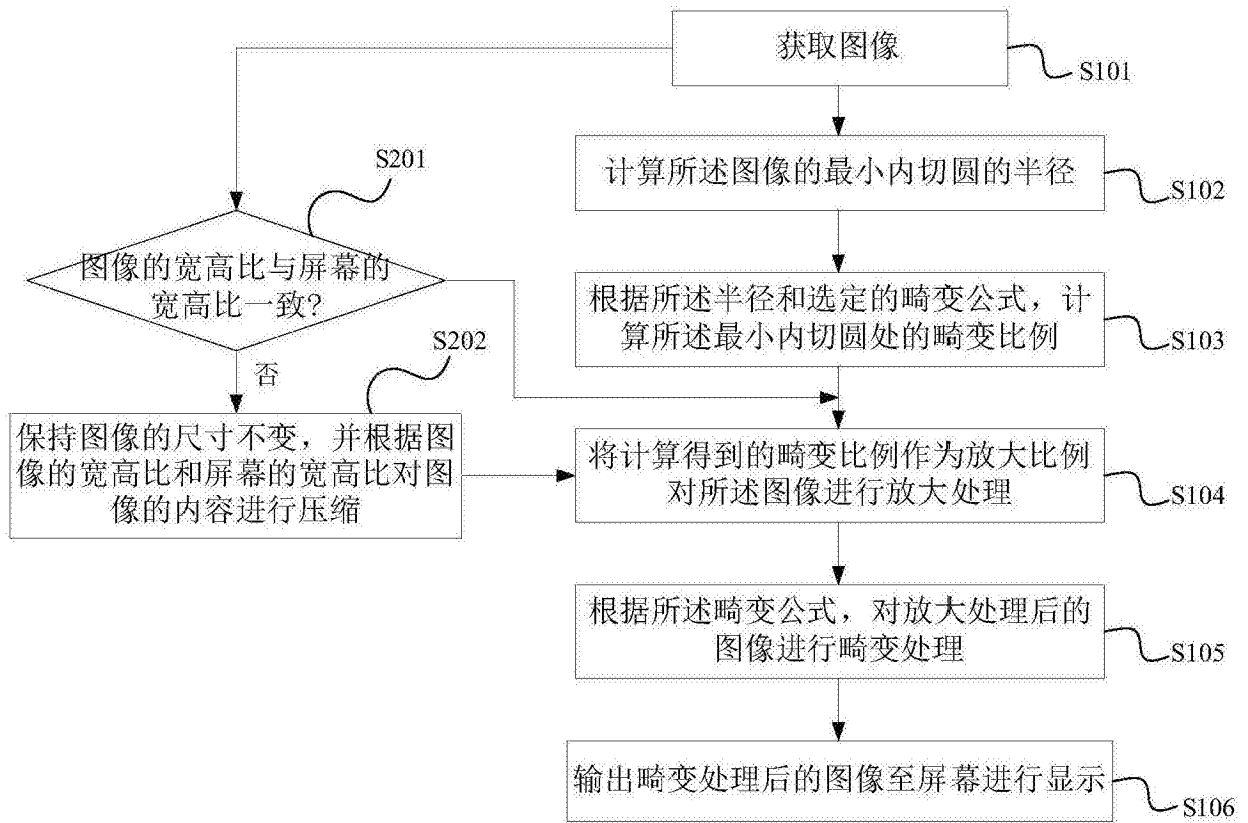 获取图像
S101
计算所述图像的最小内切圆的半径
S102
S201
图像的宽高比与屏幕的
宽高比一致?
根据所述半径和选定的畸变公式，计
算所述最小内切圆处的畸变比例
S103
否
S202
保持图像的尺寸不变，并根据图
像的宽高比和屏幕的宽高比对图
像的内容进行压缩
将计算得到的畸变比例作为放大比例
对所述图像进行放大处理
S104
根据所述畸变公式，对放大处理后的
图像进行畸变处理
S105
输出畸变处理后的图像至屏幕进行显示
S106